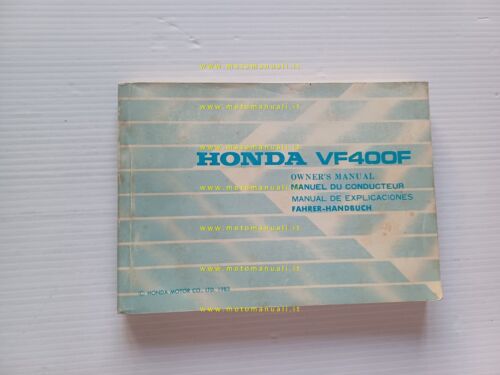 www.motomanuali.it
www.motomanuali.it
www.motomanuali.it
HONDA VF400F
OWNER'S MANUAL
MANUEL DU CONDUCTEUR
MANUAL DE EXPLICACIONES
FAHRER-HANDBUCH
www.motomanuali.it
www.motomanuali.it
HONDA MOTOR CO., LTD. 1983
www.motomanuali.it
www.motomanuali.it